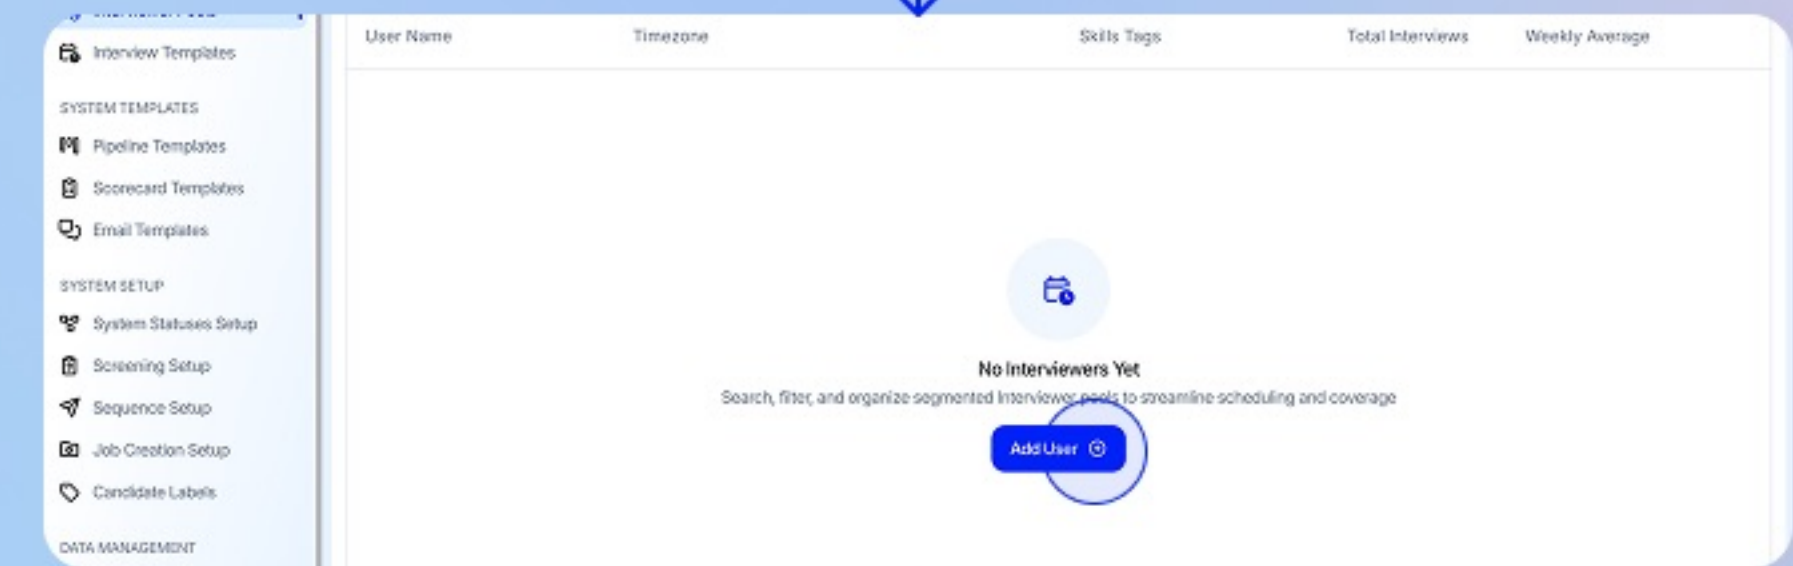 Interview Templates
SYSTEM TEMPLATES
Pipeline Templates
Scorecard Templates
Email Templates
SYSTEM SETUP
System Statuses Setup
Screening Setup
Sequence Setup
Job Creation Setup
Candidate Labels
DATA MANAGEMENT
User Name Timezone Skills Tags Total Interviews Weekly Average
No Interviewers Yet
Search, filter, and organize segmented Interviewer pools to streamline scheduling and coverage
Add User